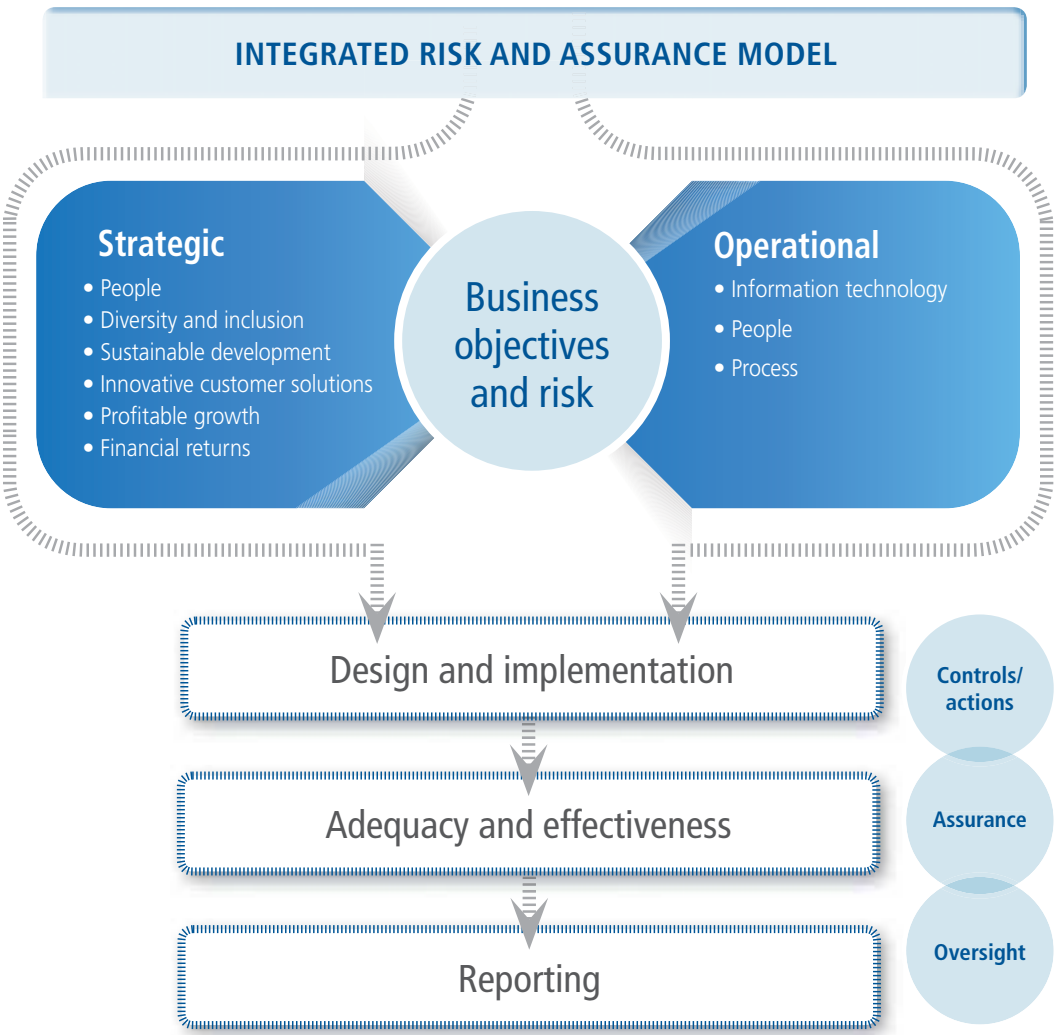 INTEGRATED RISK AND ASSURANCE MODEL
Strategic
• People
• Diversity and inclusion
• Sustainable development
• Innovative customer solutions
• Profitable growth
• Financial returns
Business
objectives
and risk
Operational
• Information technology
• People
• Process
Design and implementation
Controls/
actions
Adequacy and effectiveness
Assurance
Reporting
Oversight